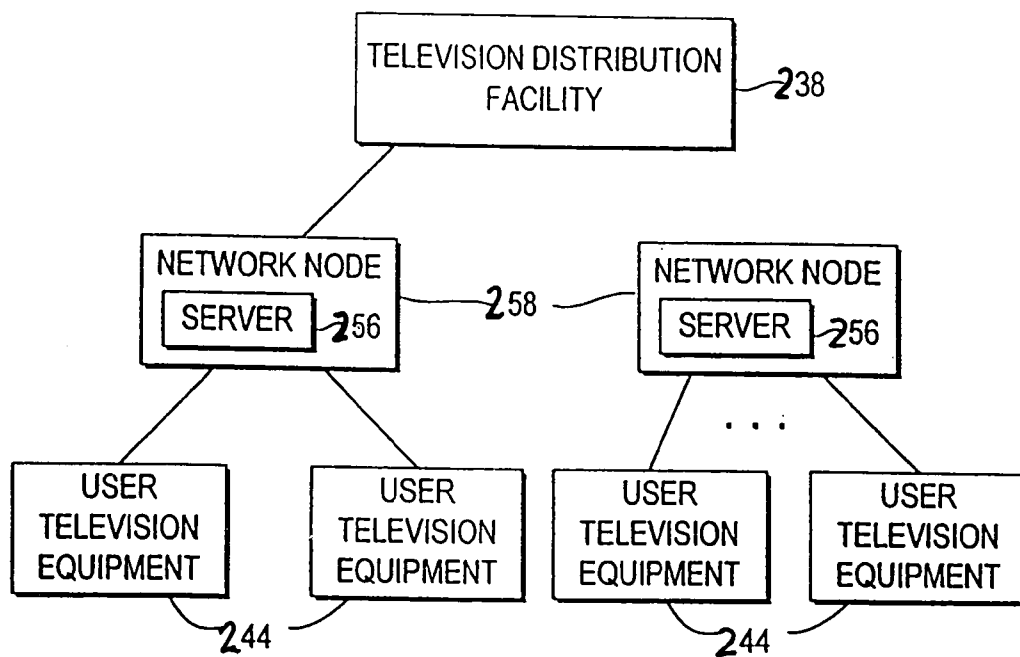 TELEVISION DISTRIBUTION
FACILITY
238
NETWORK NODE
SERVER
256
258
NETWORK NODE
SERVER
256
. . .
USER
TELEVISION
EQUIPMENT
USER
TELEVISION
EQUIPMENT
244
USER
TELEVISION
EQUIPMENT
USER
TELEVISION
EQUIPMENT
244